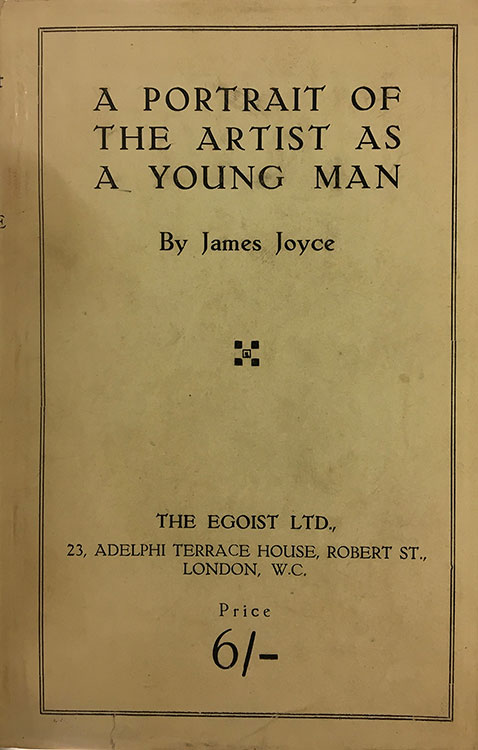 A PORTRAIT OF
THE ARTIST AS
A YOUNG MAN
By James Joyce
THE EGOIST LTD.,
23, ADELPHI TERRACE HOUSE, ROBERT ST.,
LONDON, W.C.
Price
6/-